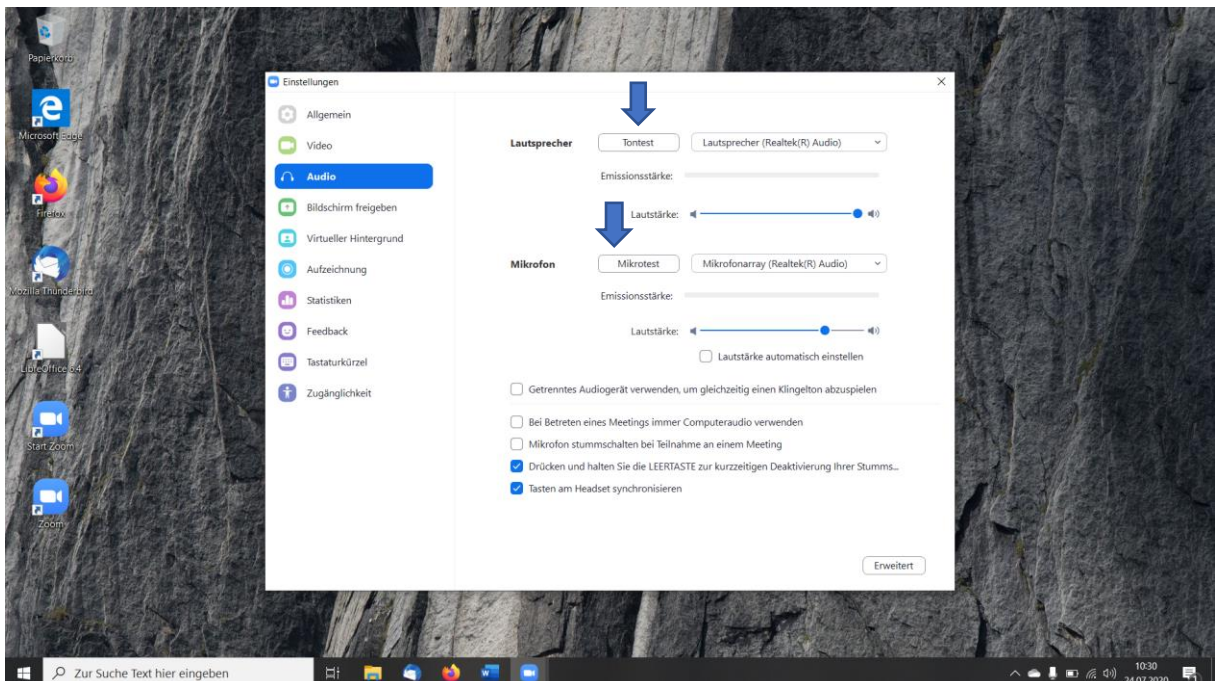 Papierkorb
Microsoft Edge
Firefox
Mozilla Thunderbird
LibreOffice 6.4
Start Zoom
Zoom
Einstellungen
Allgemein
Video
Audio
Bildschirm freigeben
Virtueller Hintergrund
Aufzeichnung
Statistiken
Feedback
Tastaturkürzel
Zugänglichkeit
Lautsprecher Tontest Lautsprecher (Realtek(R) Audio)
Emissionsstärke:
Lautstärke:
Mikrofon Mikrotest Mikrofonarray (Realtek(R) Audio)
Emissionsstärke:
Lautstärke:
Lautstärke automatisch einstellen
Getrenntes Audiogerät verwenden, um gleichzeitig einen Klingelton abzuspielen
Bei Betreten eines Meetings immer Computeraudio verwenden
Mikrofon stummschalten bei Teilnahme an einem Meeting
Drücken und halten Sie die LEERTASTE zur kurzzeitigen Deaktivierung Ihrer Stumms...
Tasten am Headset synchronisieren
Erweitert
Zur Suche Text hier eingeben
10:30
24.07.2020